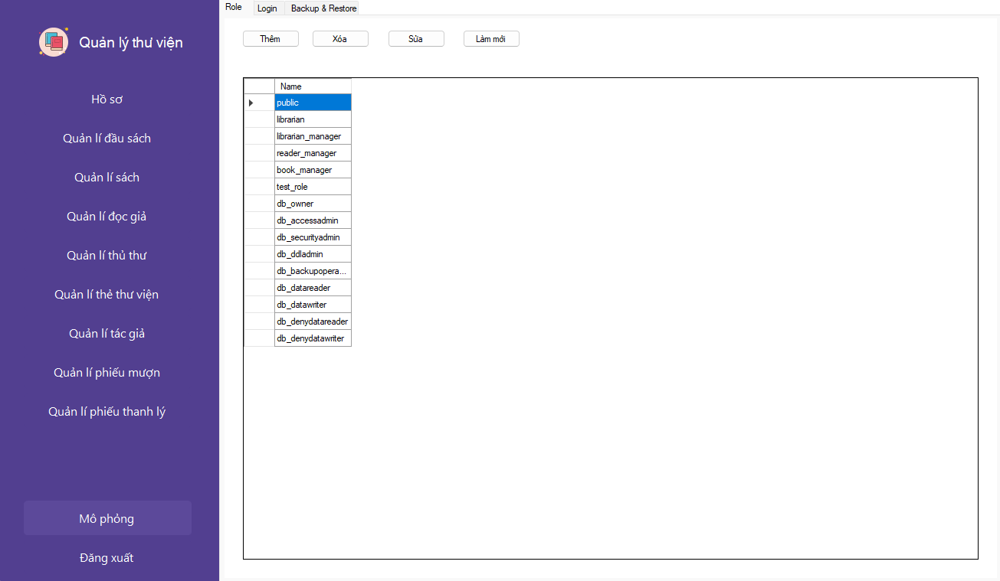 Quản lý thư viện
Hồ sơ
Quản lí đầu sách
Quản lí sách
Quản lí đọc giả
Quản lí thủ thư
Quản lí thẻ thư viện
Quản lí tác giả
Quản lí phiếu mượn
Quản lí phiếu thanh lý
Mô phỏng
Đăng xuất
Role Login Backup & Restore
Thêm Xóa Sửa Làm mới
Name
public
librarian
librarian_manager
reader_manager
book_manager
test_role
db_owner
db_accessadmin
db_securityadmin
db_ddladmin
db_backupopera...
db_datareader
db_datawriter
db_denydatareader
db_denydatawriter